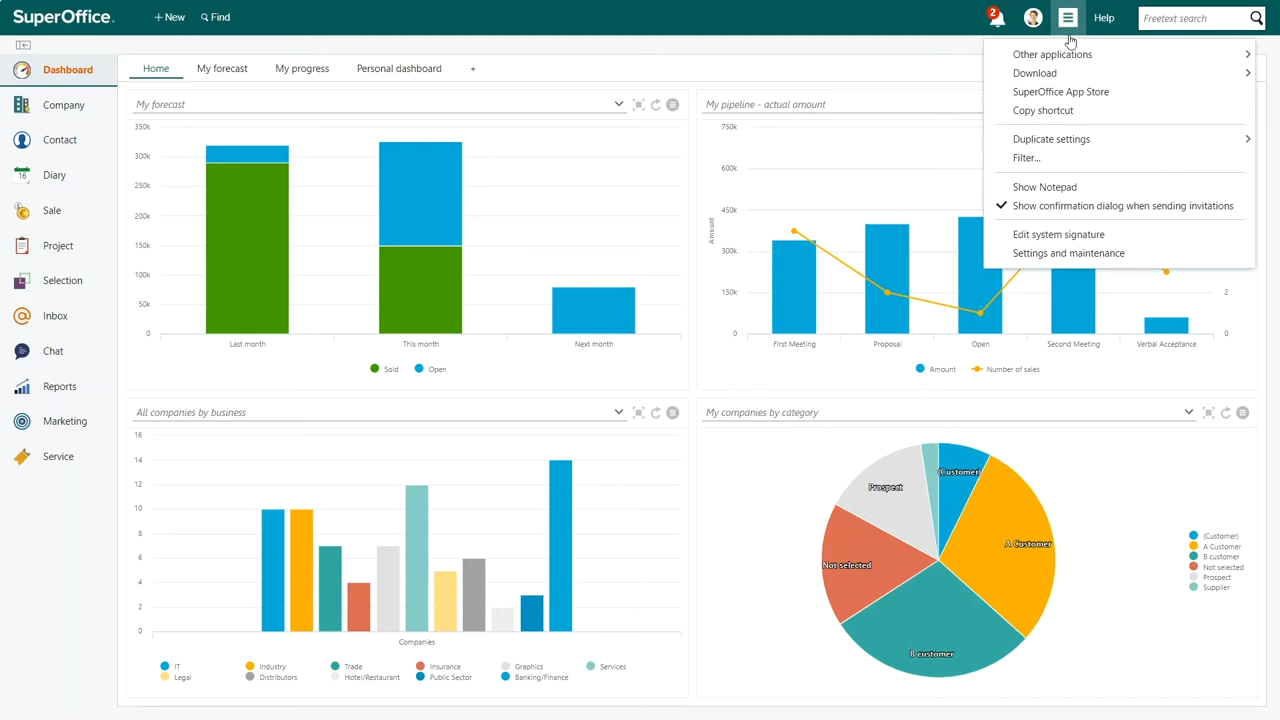 SuperOffice.
+ New
Find
2
Help
Freetext search
Other applications
Download
SuperOffice App Store
Copy shortcut
Duplicate settings
Filter...
Show Notepad
Show confirmation dialog when sending invitations
Edit system signature
Settings and maintenance
Dashboard
Company
Contact
16
Diary
Sale
Project
Selection
Inbox
Chat
Reports
Marketing
Service
Home
My forecast
My progress
Personal dashboard
+
My forecast
350k
300k
250k
200k
150k
100k
50k
0
Last month
This month
Next month
Sold
Open
My pipeline - actual amount
750k
600k
450k
300k
150k
0
Amount
2
0
First Meeting
Proposal
Open
Second Meeting
Verbal Acceptance
Amount
Number of sales
All companies by business
16
14
12
10
8
6
4
2
0
Companies
IT
Industry
Trade
Insurance
Graphics
Services
Legal
Distributors
Hotel/Restaurant
Public Sector
Banking/Finance
My companies by category
(Customer)
A Customer
B customer
Not selected
Prospect
(Customer)
A Customer
B customer
Not selected
Prospect
Supplier